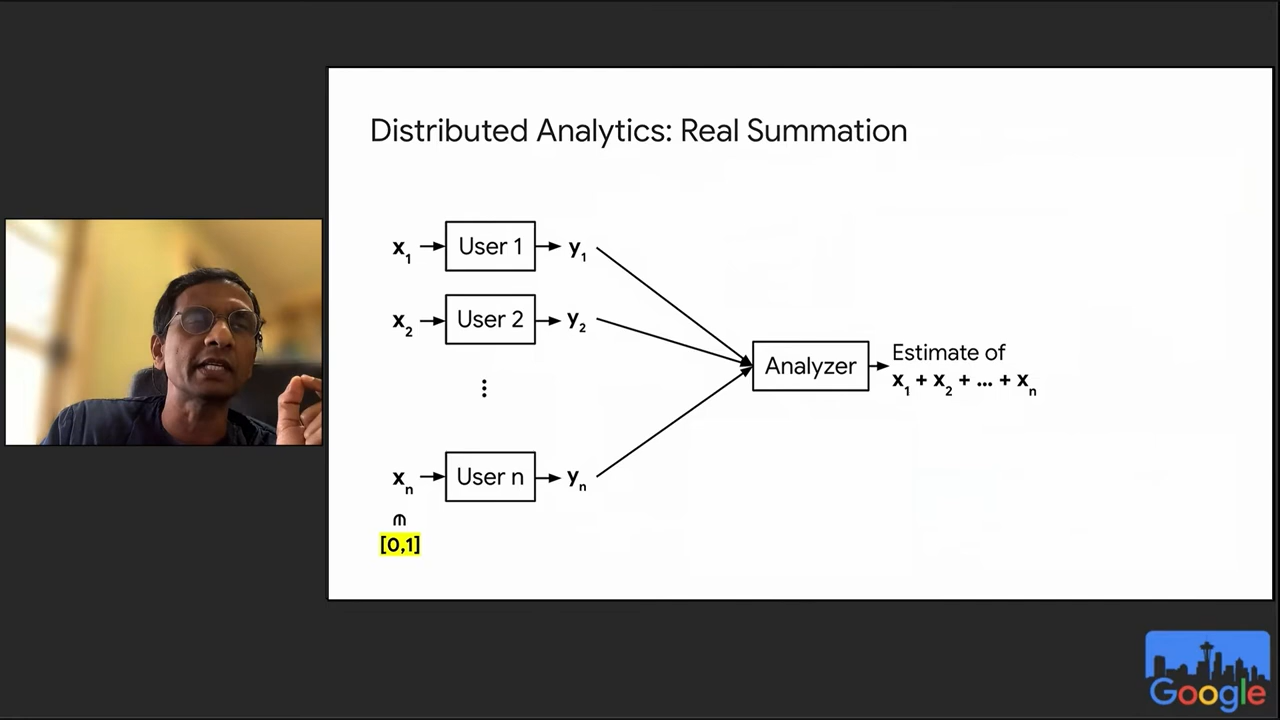 Distributed Analytics: Real Summation
x₁ → User 1 → y₁
x₂ → User 2 → y₂
⋮
Analyzer → Estimate of
x₁ + x₂ + ... + xₙ
xₙ → User n → yₙ
∈
[0,1]
Google